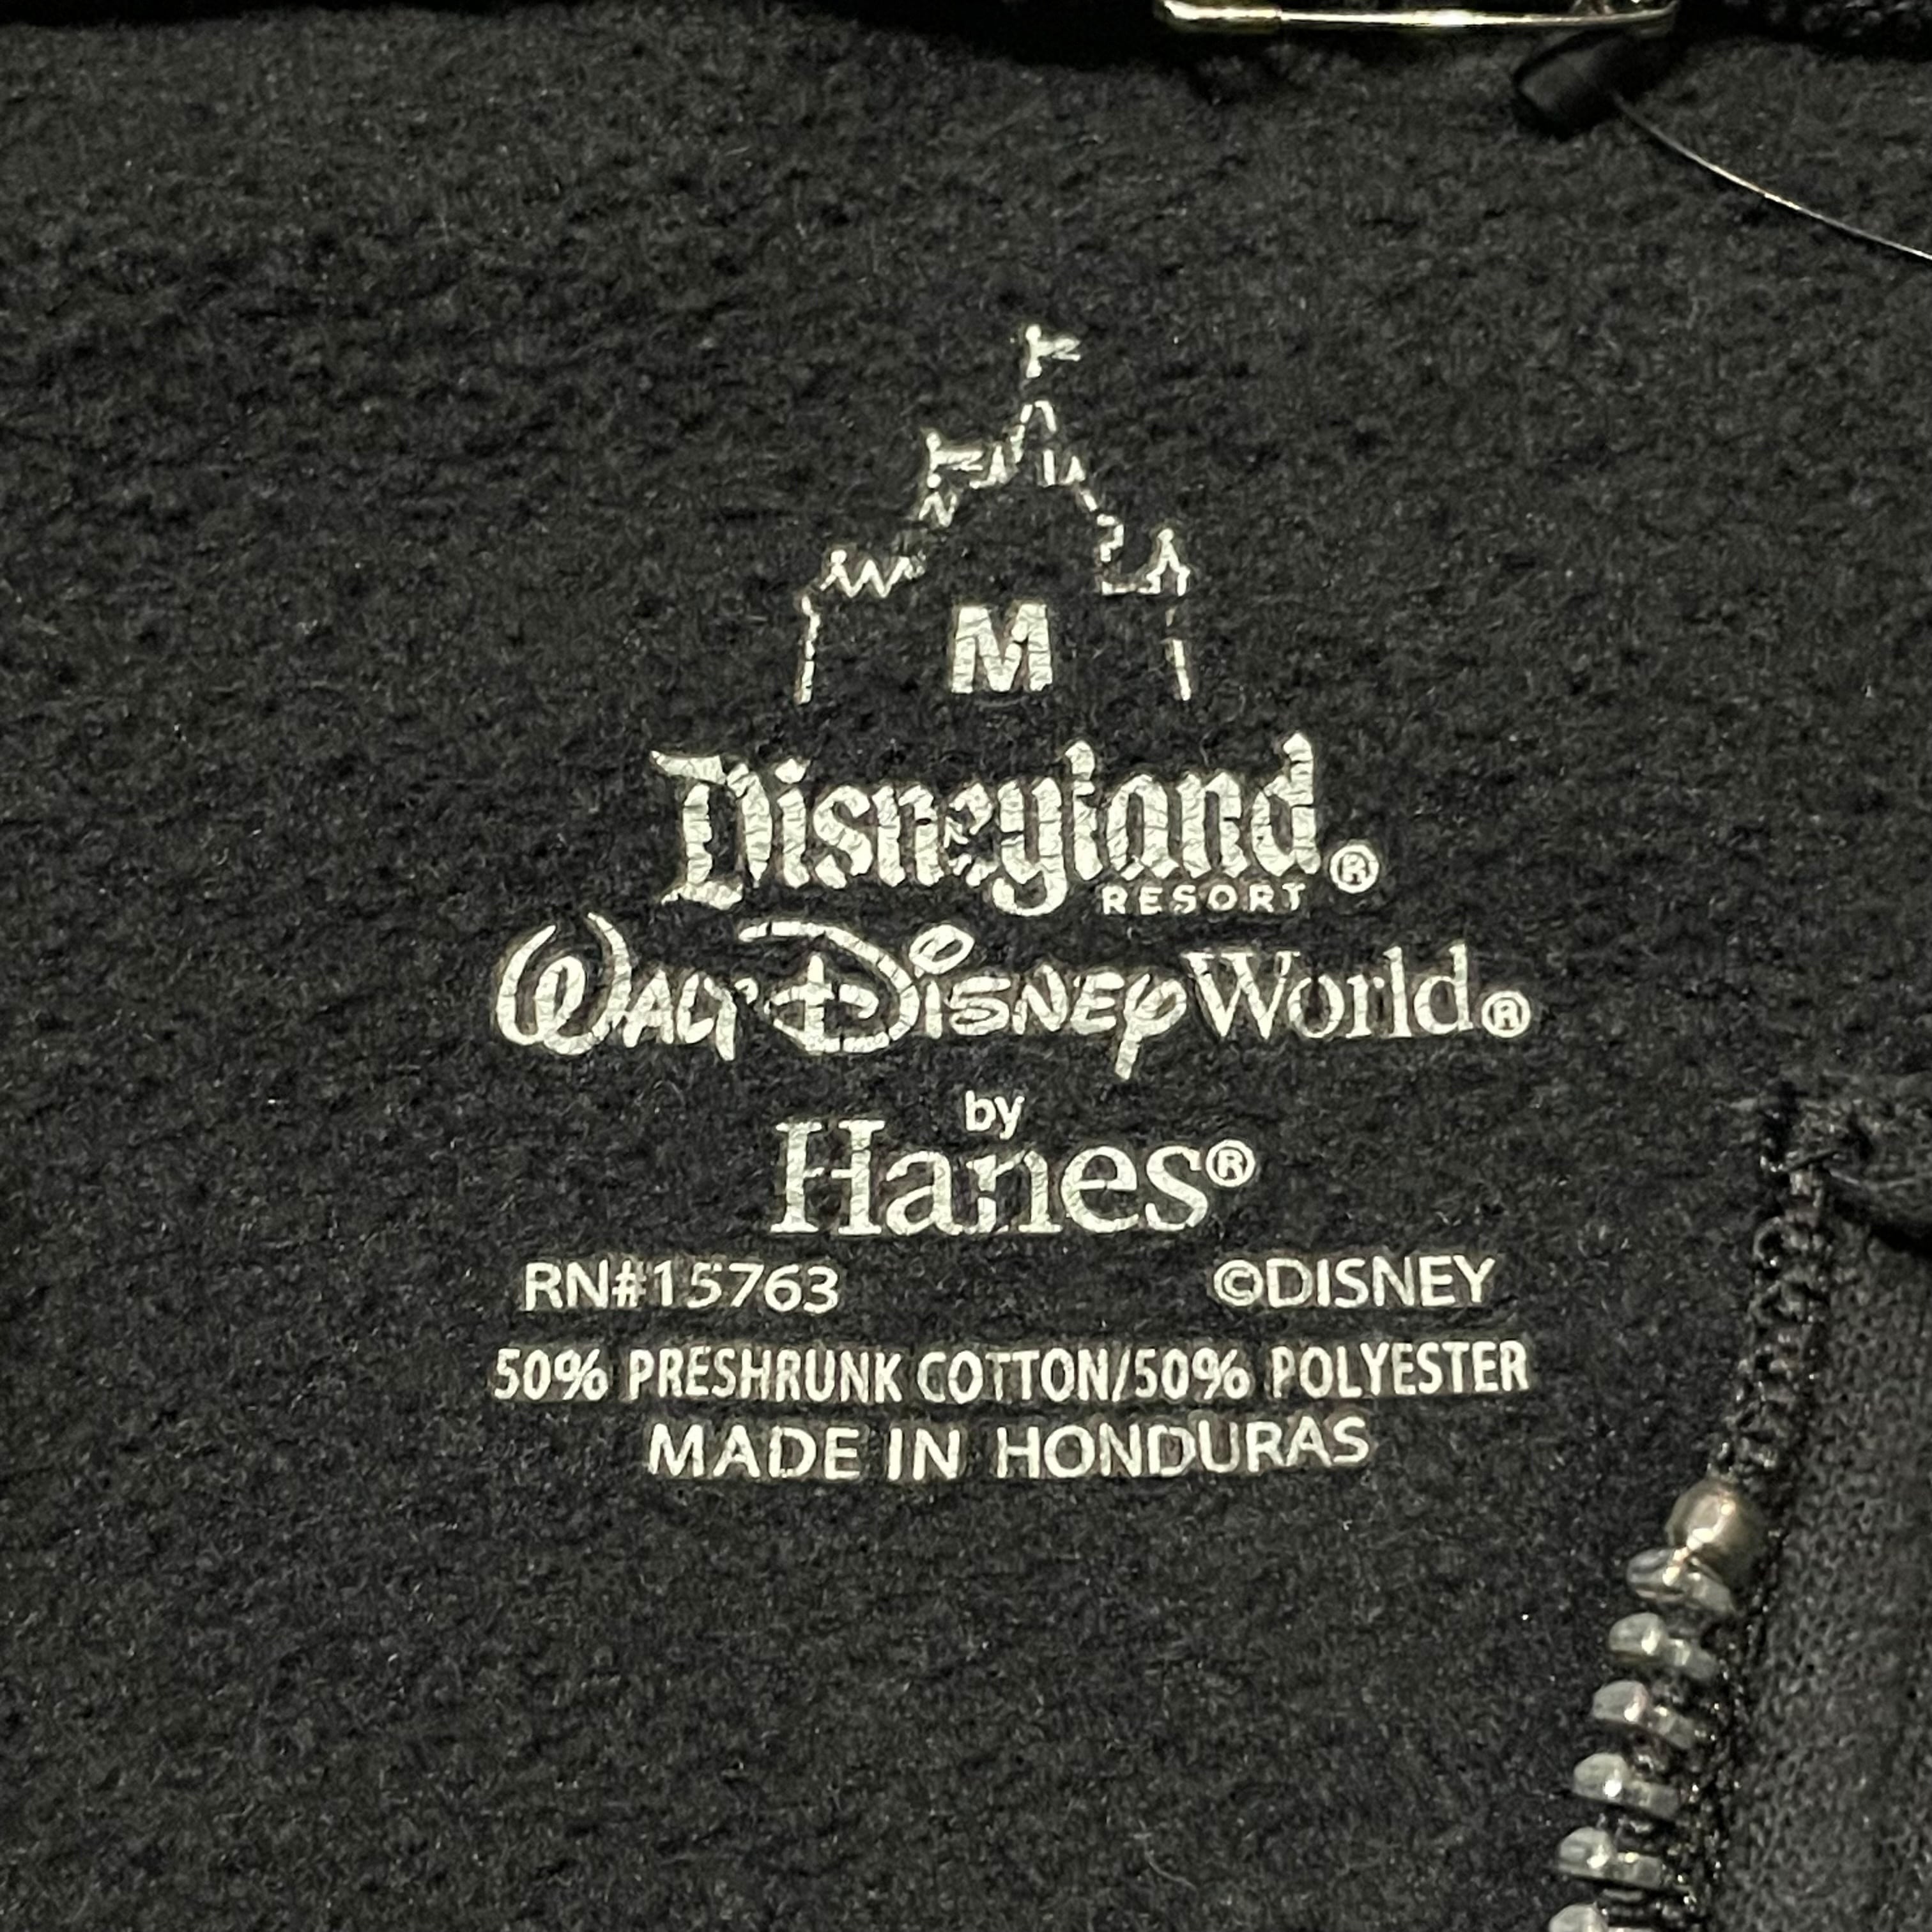 M
Disneyland®
RESORT
WALT DISNEY World®
by
Hanes®
RN#15763 ©DISNEY
50% PRESHRUNK COTTON/50% POLYESTER
MADE IN HONDURAS